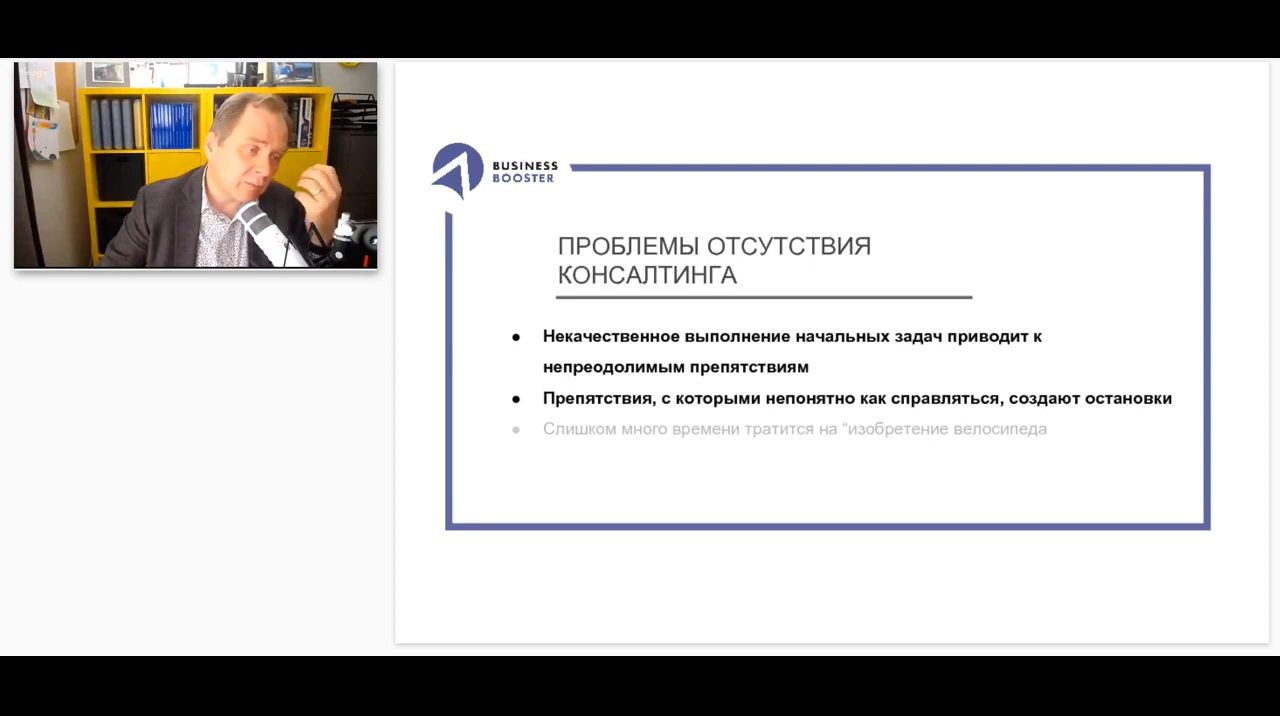 BUSINESS
BOOSTER
ПРОБЛЕМЫ ОТСУТСТВИЯ
КОНСАЛТИНГА
● Некачественное выполнение начальных задач приводит к
непреодолимым препятствиям
● Препятствия, с которыми непонятно как справляться, создают остановки
● Слишком много времени тратится на "изобретение велосипеда